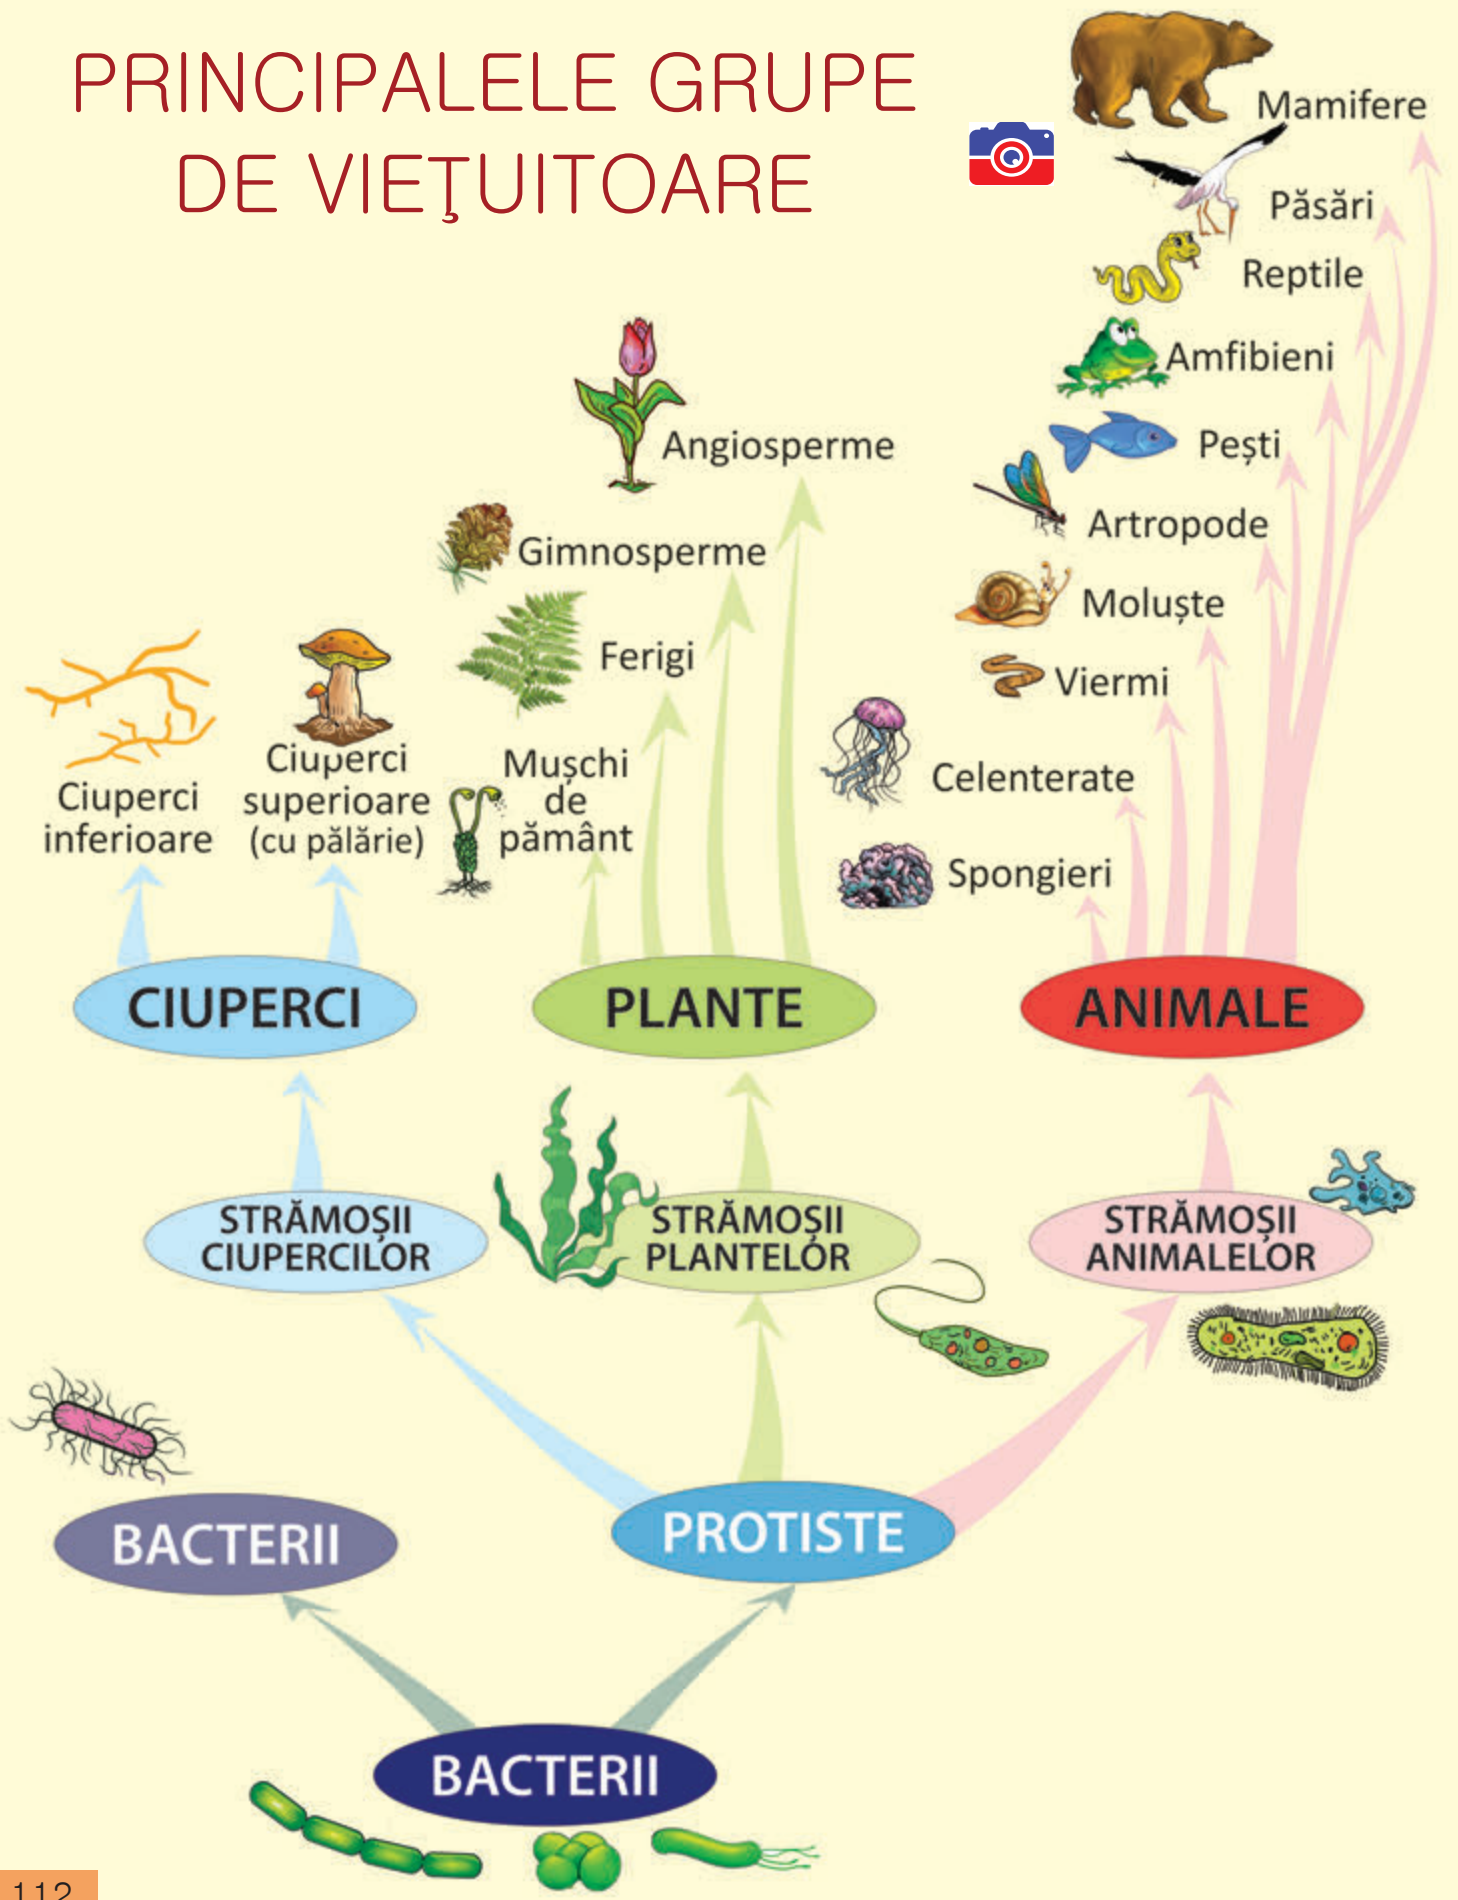 PRINCIPALELE GRUPE
DE VIEŢUITOARE
Mamifere
Păsări
Reptile
Amfibieni
Pești
Artropode
Moluște
Viermi
Celenterate
Spongieri
Angiosperme
Gimnosperme
Ferigi
Mușchi
de
pământ
Ciuperci
superioare
(cu pălărie)
Ciuperci
inferioare
CIUPERCI
PLANTE
ANIMALE
STRĂMOȘII
CIUPERCILOR
STRĂMOȘII
PLANTELOR
STRĂMOȘII
ANIMALELOR
BACTERII
PROTISTE
BACTERII
112